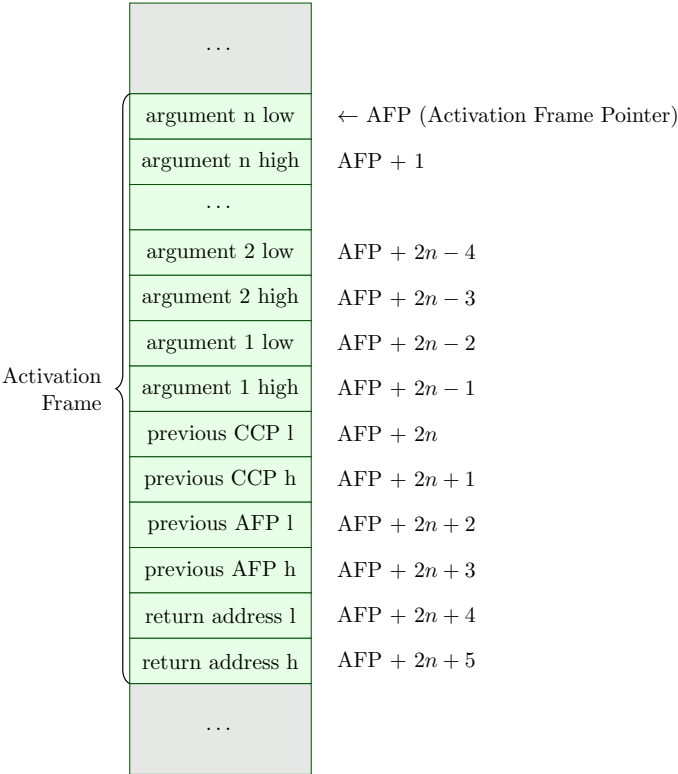 ...
argument n low ← AFP (Activation Frame Pointer)
argument n high AFP + 1
...
argument 2 low AFP + 2n − 4
argument 2 high AFP + 2n − 3
argument 1 low AFP + 2n − 2
argument 1 high AFP + 2n − 1
Activation
Frame
previous CCP l AFP + 2n
previous CCP h AFP + 2n + 1
previous AFP l AFP + 2n + 2
previous AFP h AFP + 2n + 3
return address l AFP + 2n + 4
return address h AFP + 2n + 5
...